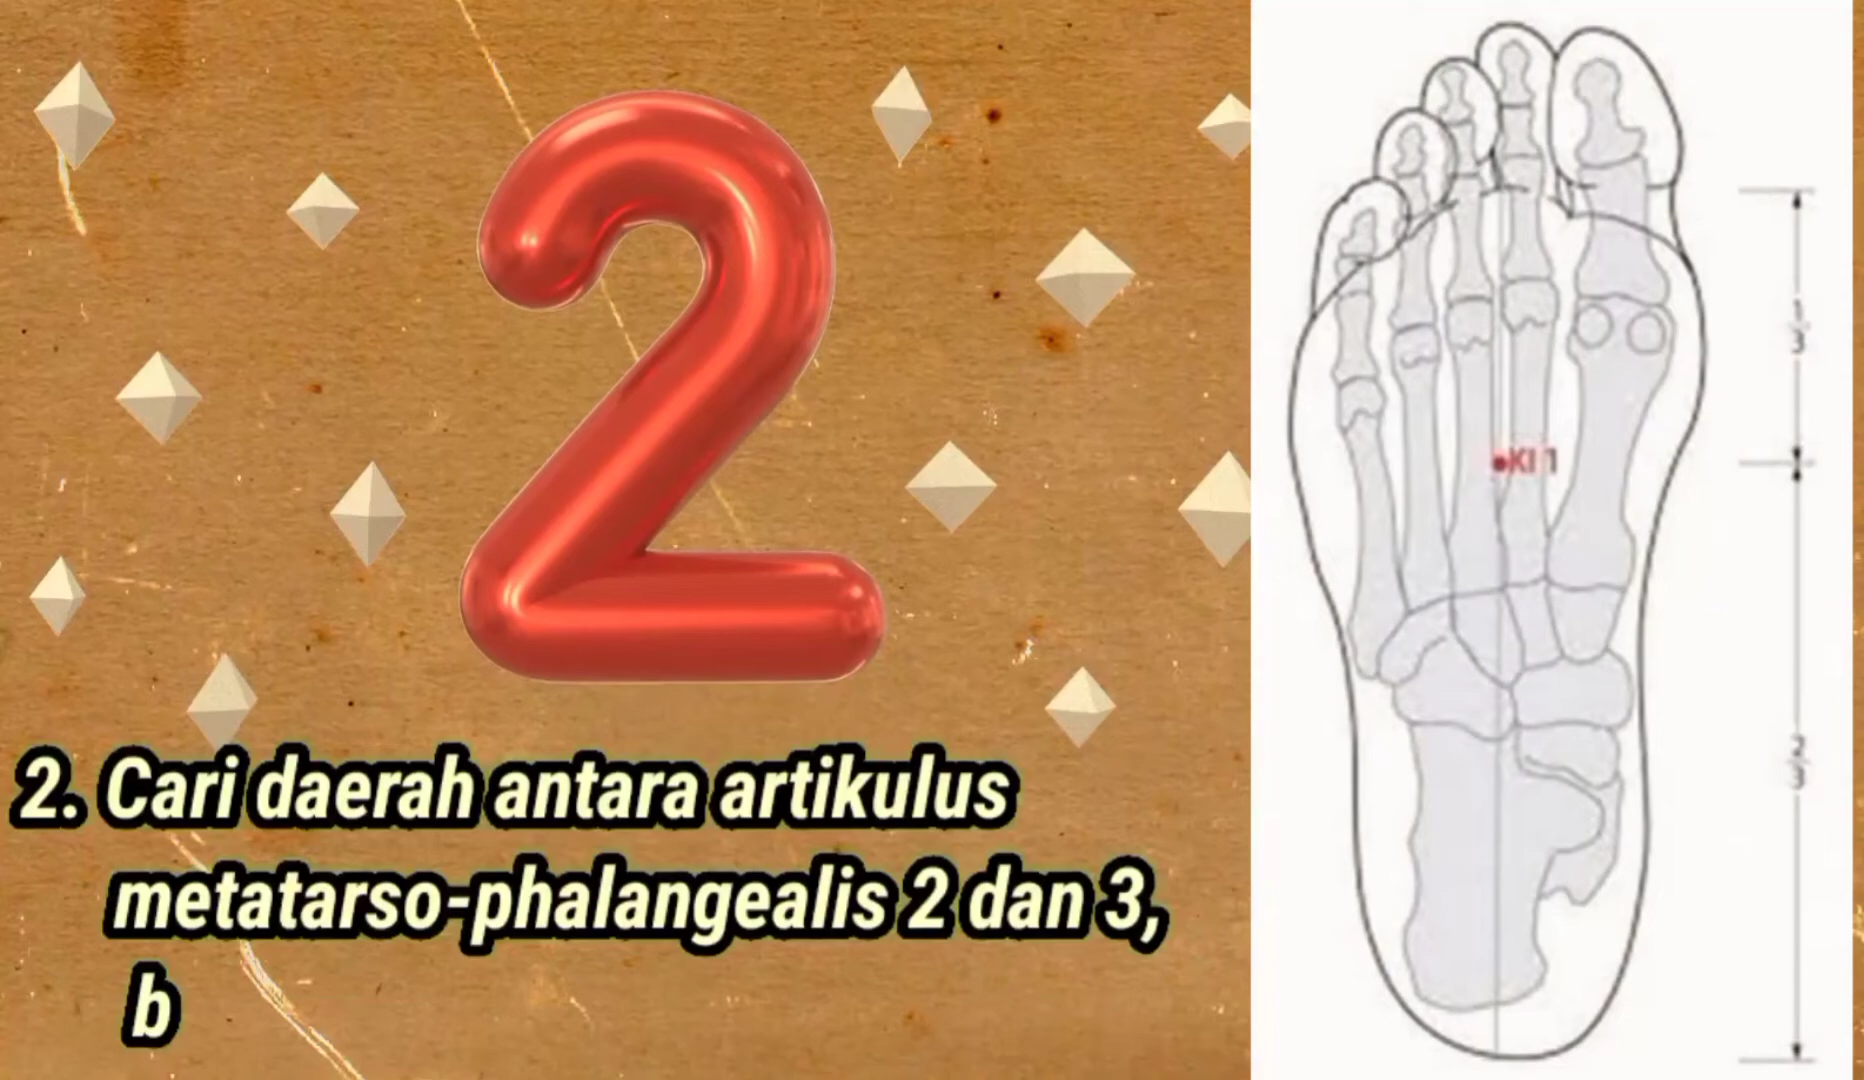 2
2. Cari daerah antara artikulus
metatarso-phalangealis 2 dan 3,
b
KI 1
1/3
2/3